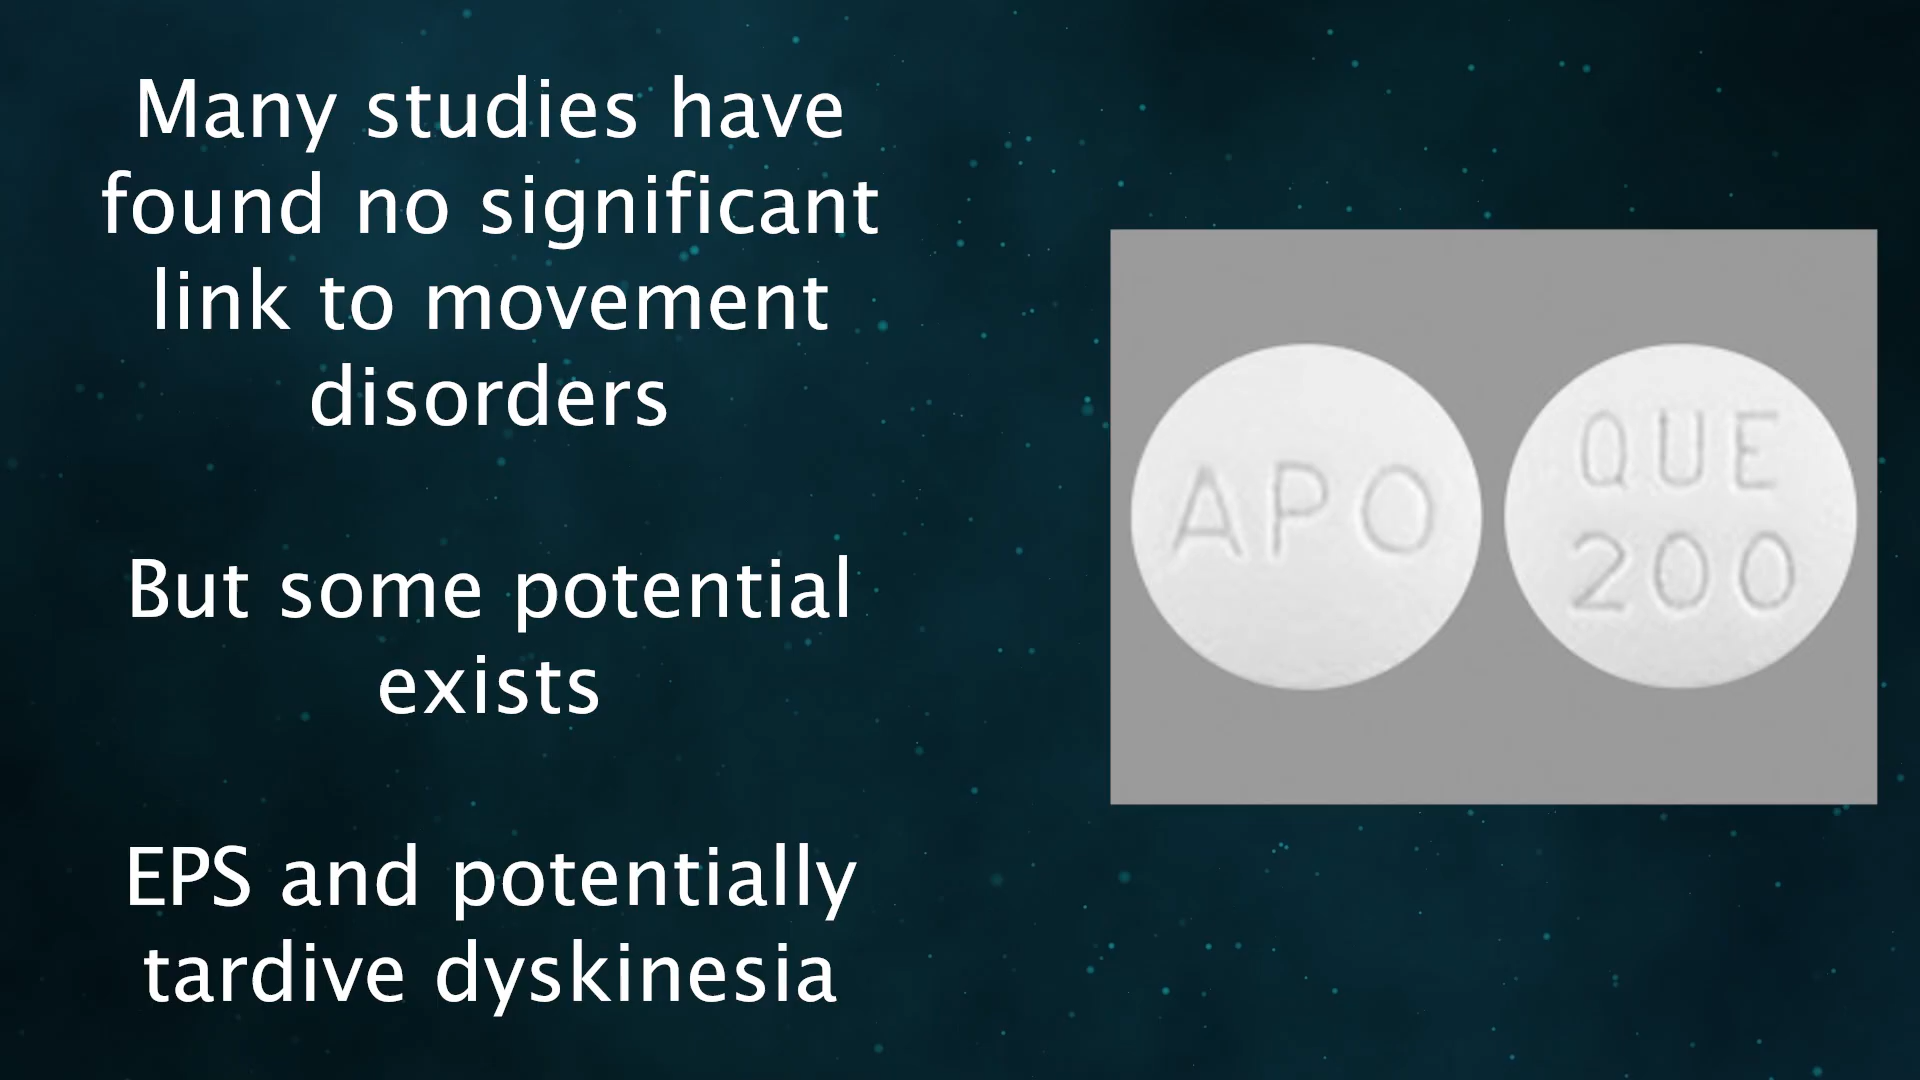 Many studies have
found no significant
link to movement
disorders
But some potential
exists
EPS and potentially
tardive dyskinesia
APO
QUE
200